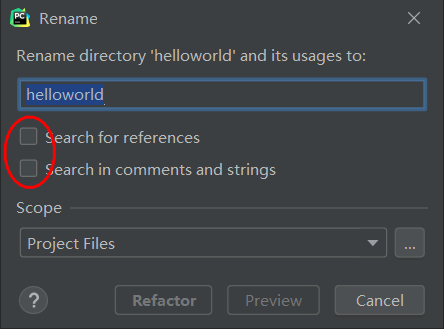 PC
Rename
Rename directory 'helloworld' and its usages to:
helloworld
Search for references
Search in comments and strings
Scope
Project Files
...
?
Refactor
Preview
Cancel